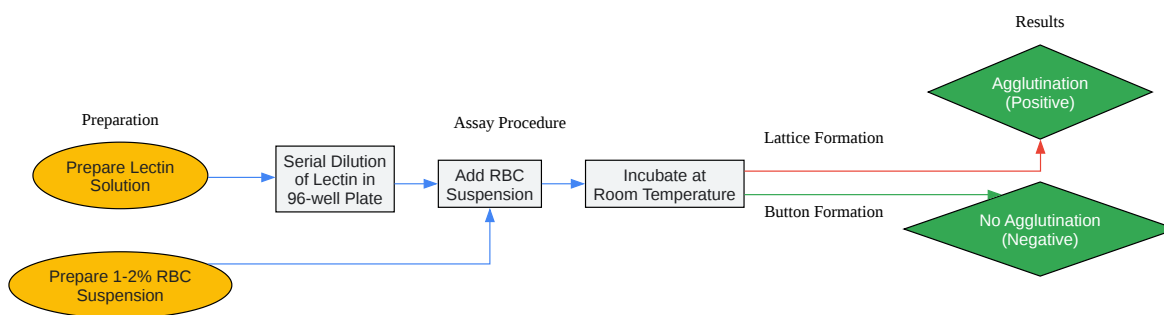 Results
Agglutination
(Positive)
Preparation
Assay Procedure
Lattice Formation
Prepare Lectin
Solution
Serial Dilution
of Lectin in
96-well Plate
Add RBC
Suspension
Incubate at
Room Temperature
Button Formation
No Agglutination
(Negative)
Prepare 1-2% RBC
Suspension